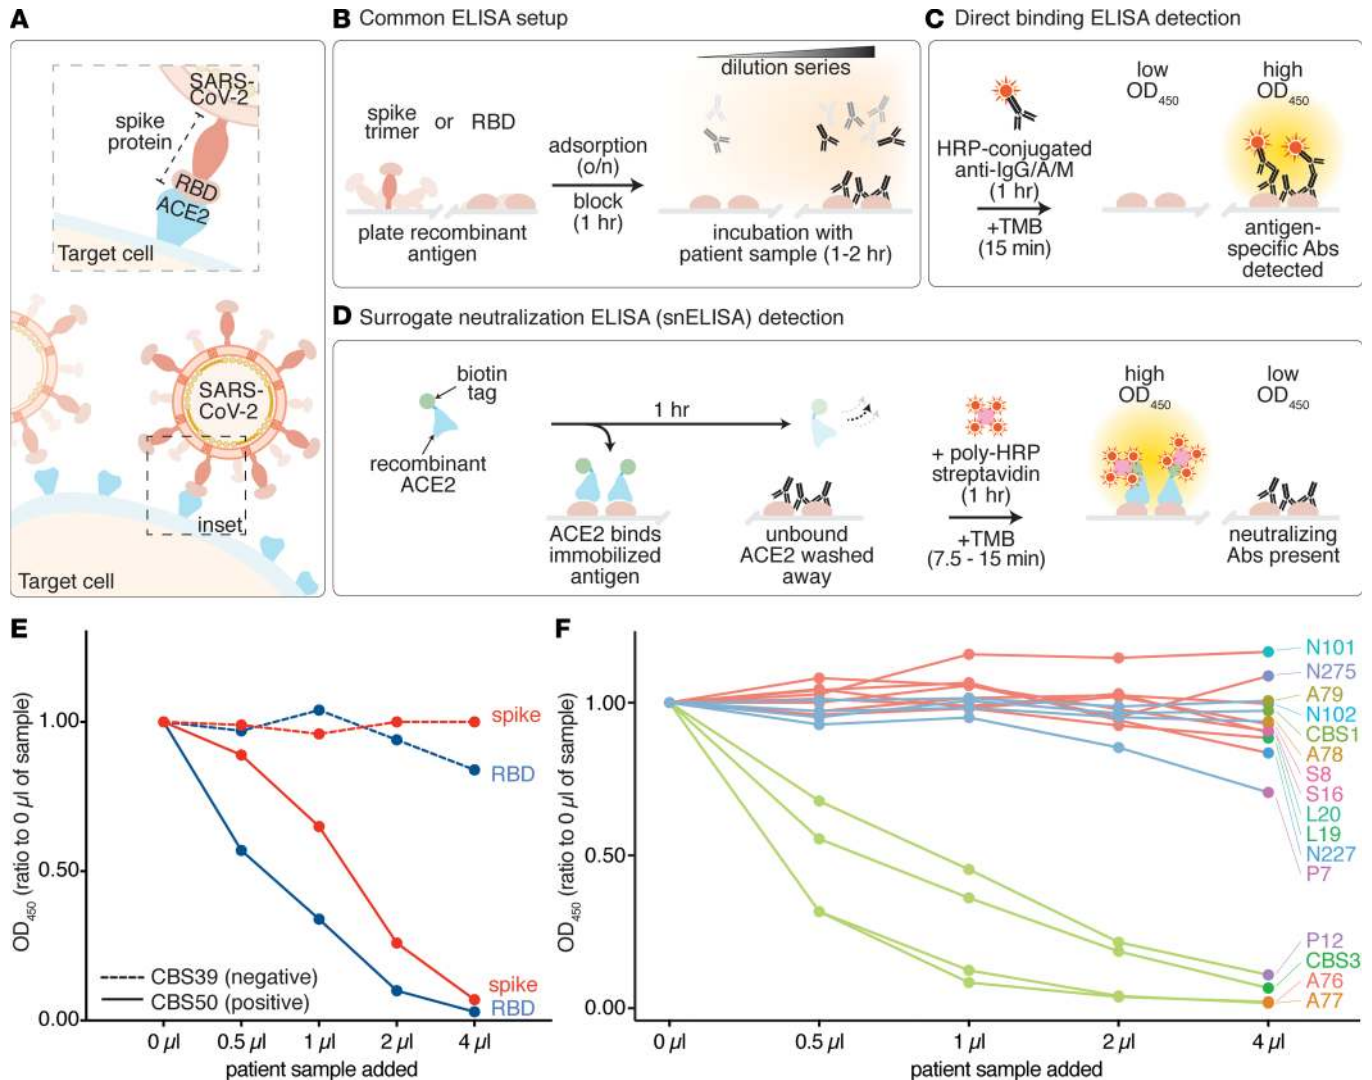 A
SARS-
CoV-2
spike
protein
RBD
ACE2
Target cell
SARS-
CoV-2
inset
Target cell
B Common ELISA setup
dilution series
spike
trimer or RBD
adsorption
(o/n)
block
(1 hr)
plate recombinant
antigen
incubation with
patient sample (1-2 hr)
C Direct binding ELISA detection
low
OD450
high
OD450
HRP-conjugated
anti-IgG/A/M
(1 hr)
+TMB
(15 min)
antigen-
specific Abs
detected
D Surrogate neutralization ELISA (snELISA) detection
biotin
tag
recombinant
ACE2
1 hr
ACE2 binds
immobilized
antigen
unbound
ACE2 washed
away
+ poly-HRP
streptavidin
(1 hr)
+TMB
(7.5 - 15 min)
high
OD450
low
OD450
neutralizing
Abs present
E
OD450 (ratio to 0 µl of sample)
1.00
0.50
0.00
spike
RBD
spike
RBD
CBS39 (negative)
CBS50 (positive)
0 µl 0.5 µl 1 µl 2 µl 4 µl
patient sample added
F
OD450 (ratio to 0 µl of sample)
1.00
0.50
0.00
N101
N275
A79
N102
CBS1
A78
S8
S16
L20
L19
N227
P7
P12
CBS3
A76
A77
0 µl 0.5 µl 1 µl 2 µl 4 µl
patient sample added